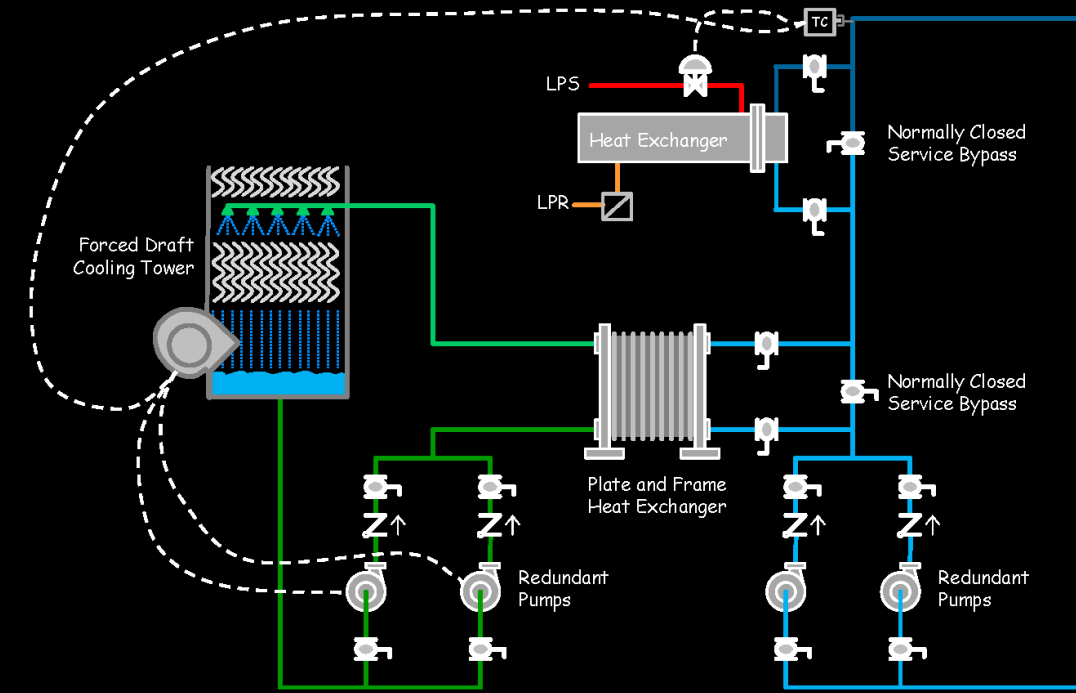 TC
LPS
Heat Exchanger
Normally Closed
Service Bypass
LPR
Forced Draft
Cooling Tower
Normally Closed
Service Bypass
Plate and Frame
Heat Exchanger
Redundant
Pumps
Redundant
Pumps